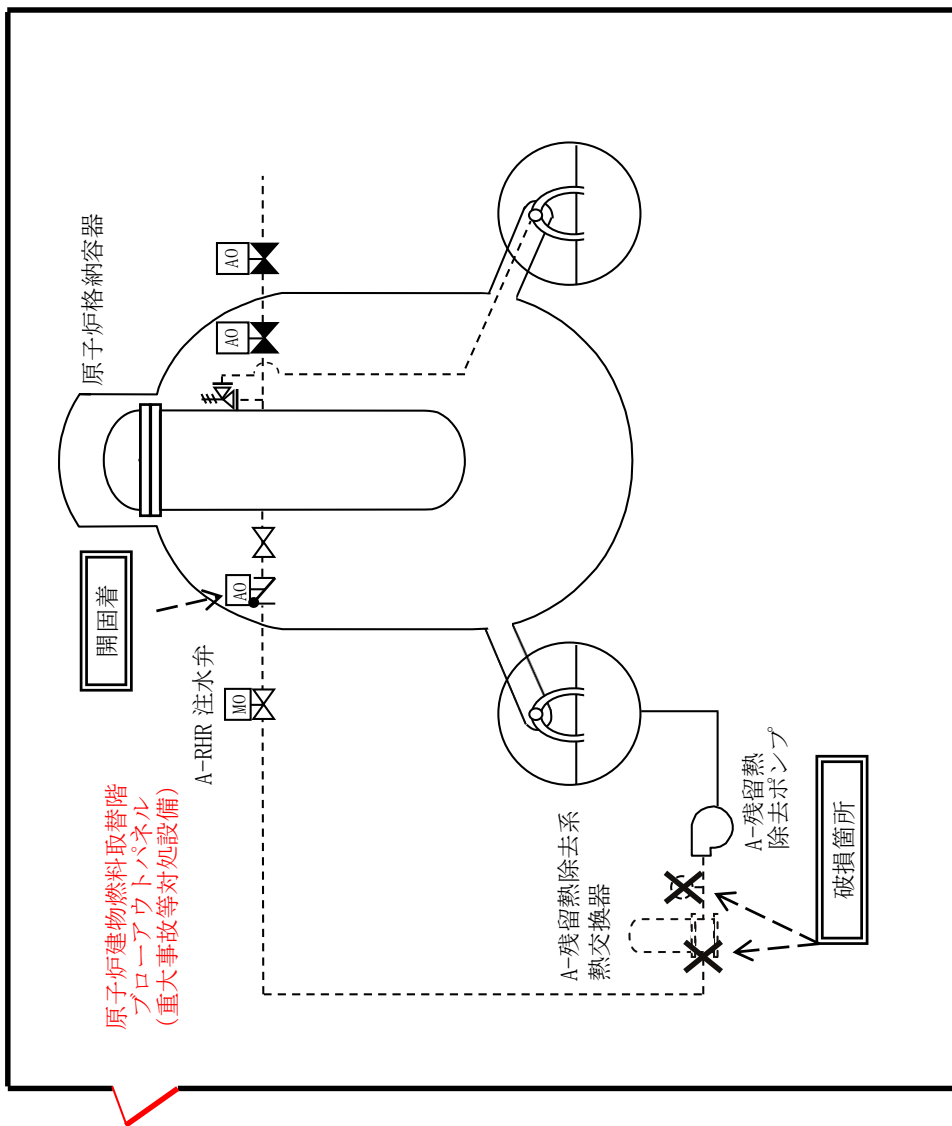 原子炉建物燃料取替階
ブローアウトパネル
(重大事故等対処設備)
A-RHR 注水弁
開固着
原子炉格納容器
MO
AO
AO
AO
A-残留熱除去系
熱交換器
A-残留熱
除去ポンプ
破損箇所